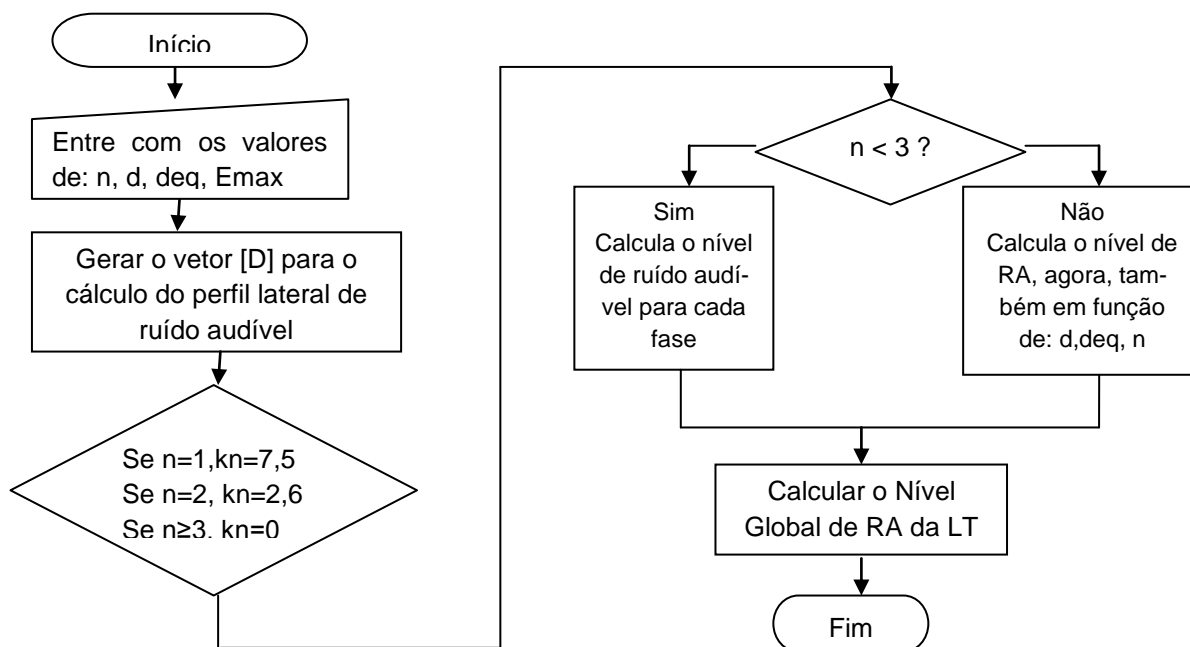 Início
Entre com os valores
de: n, d, deq, Emax
Gerar o vetor [D] para o
cálculo do perfil lateral de
ruído audível
Se n=1,kn=7,5
Se n=2, kn=2,6
Se n≥3, kn=0
n < 3 ?
Sim
Calcula o nível
de ruído audí-
vel para cada
fase
Não
Calcula o nível de
RA, agora, tam-
bém em função
de: d,deq, n
Calcular o Nível
Global de RA da LT
Fim